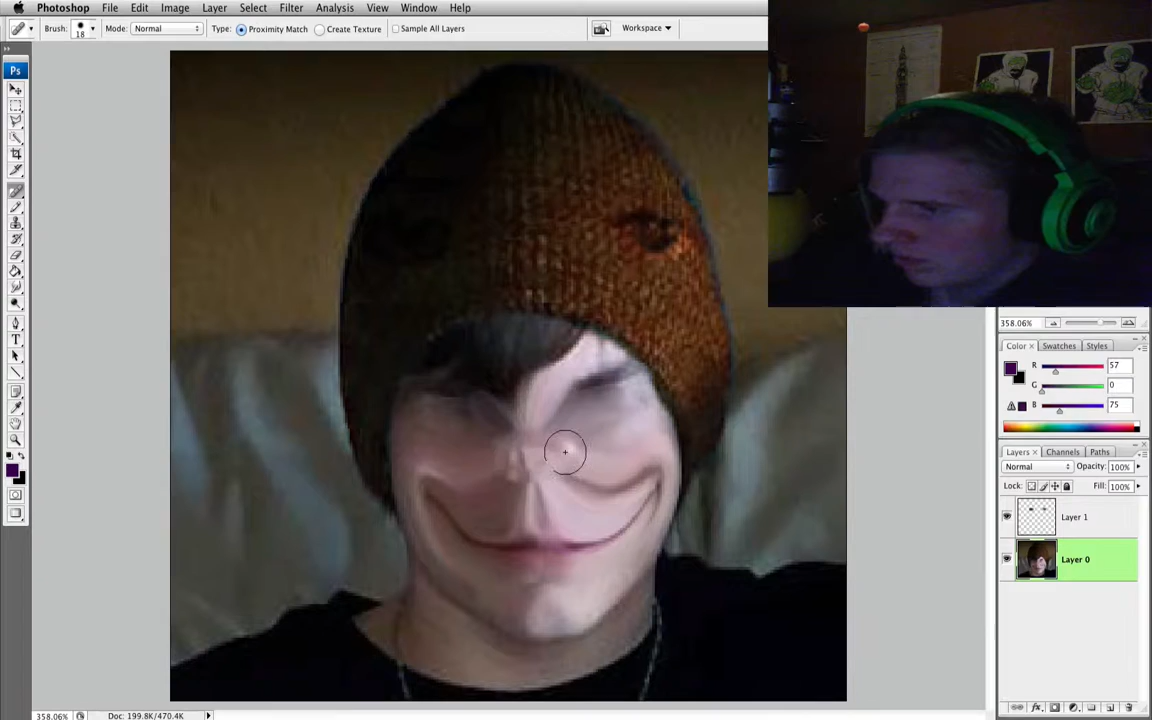 Photoshop File Edit Image Layer Select Filter Analysis View Window Help
Brush: 18 Mode: Normal Type: Proximity Match Create Texture Sample All Layers Workspace
Ps
358.06%
Color Swatches Styles
R 57
G 0
B 75
Layers Channels Paths
Normal Opacity: 100%
Lock: Fill: 100%
Layer 1
Layer 0
358.06% Doc: 199.8K/470.4K